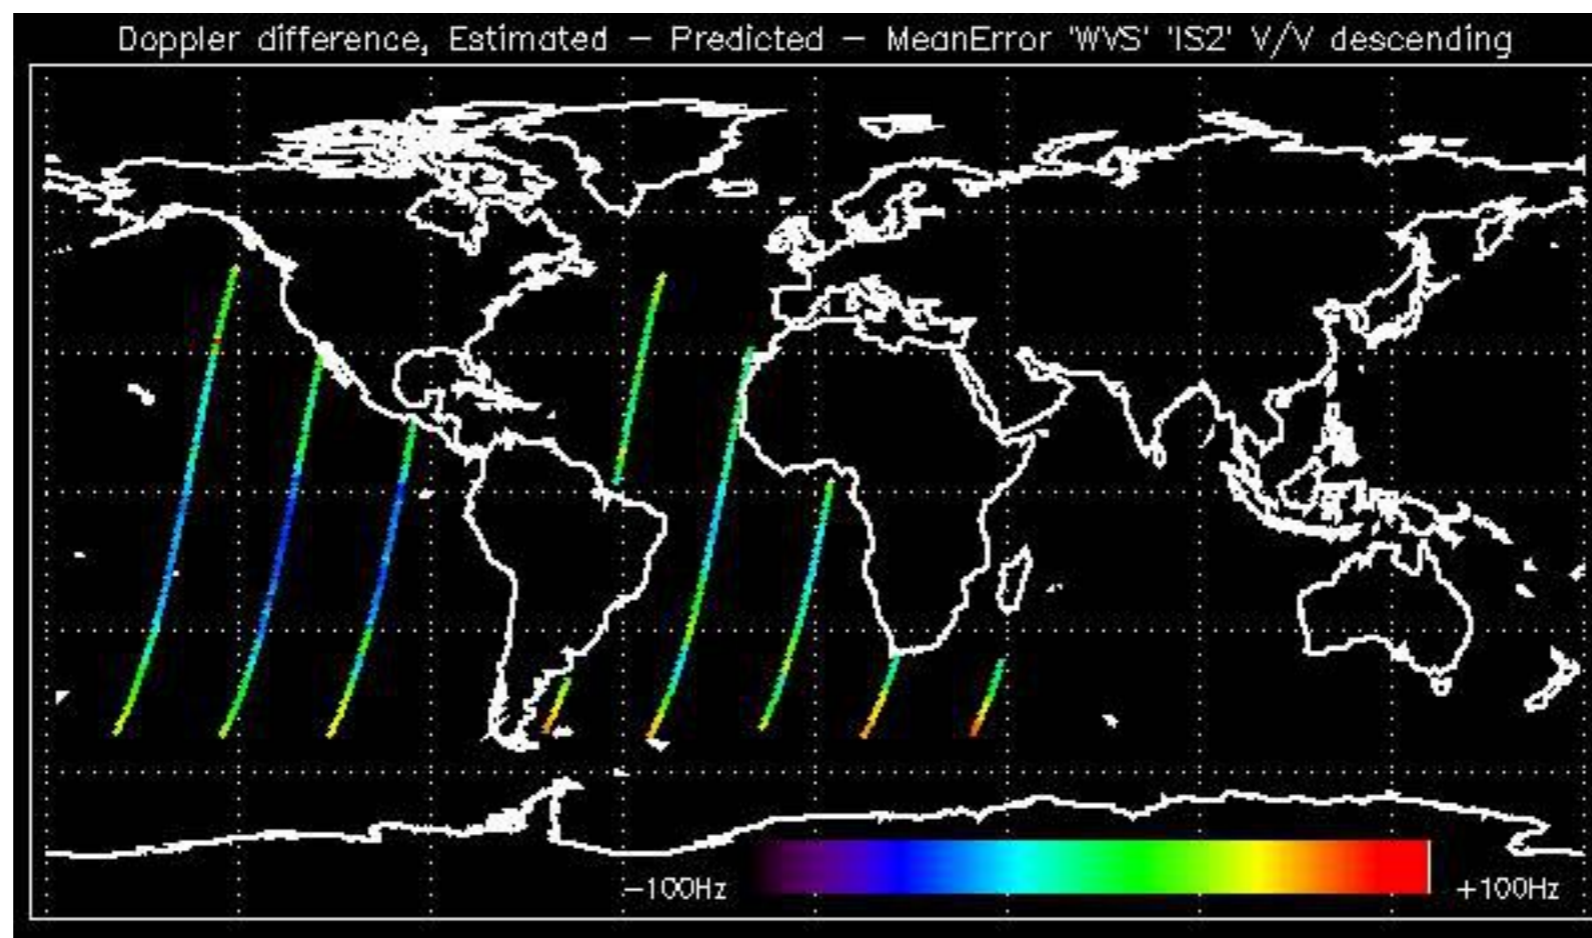 Doppler difference, Estimated – Predicted – MeanError 'WVS' 'IS2' V/V descending
−100Hz +100Hz